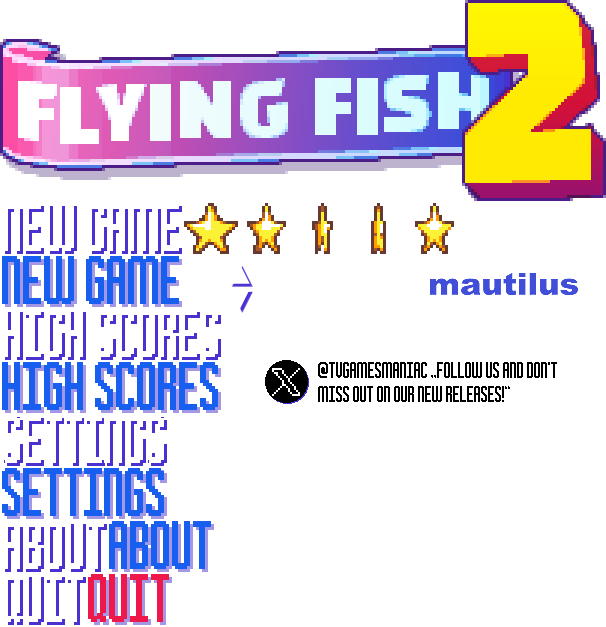 FLYING FISH 2
NEW GAME
NEW GAME
mautilus
HIGH SCORES
@TVGAMESMANIAC „FOLLOW US AND DON'T
HIGH SCORES
MISS OUT ON OUR NEW RELEASES!“
SETTINGS
SETTINGS
ABOUT ABOUT
QUIT QUIT